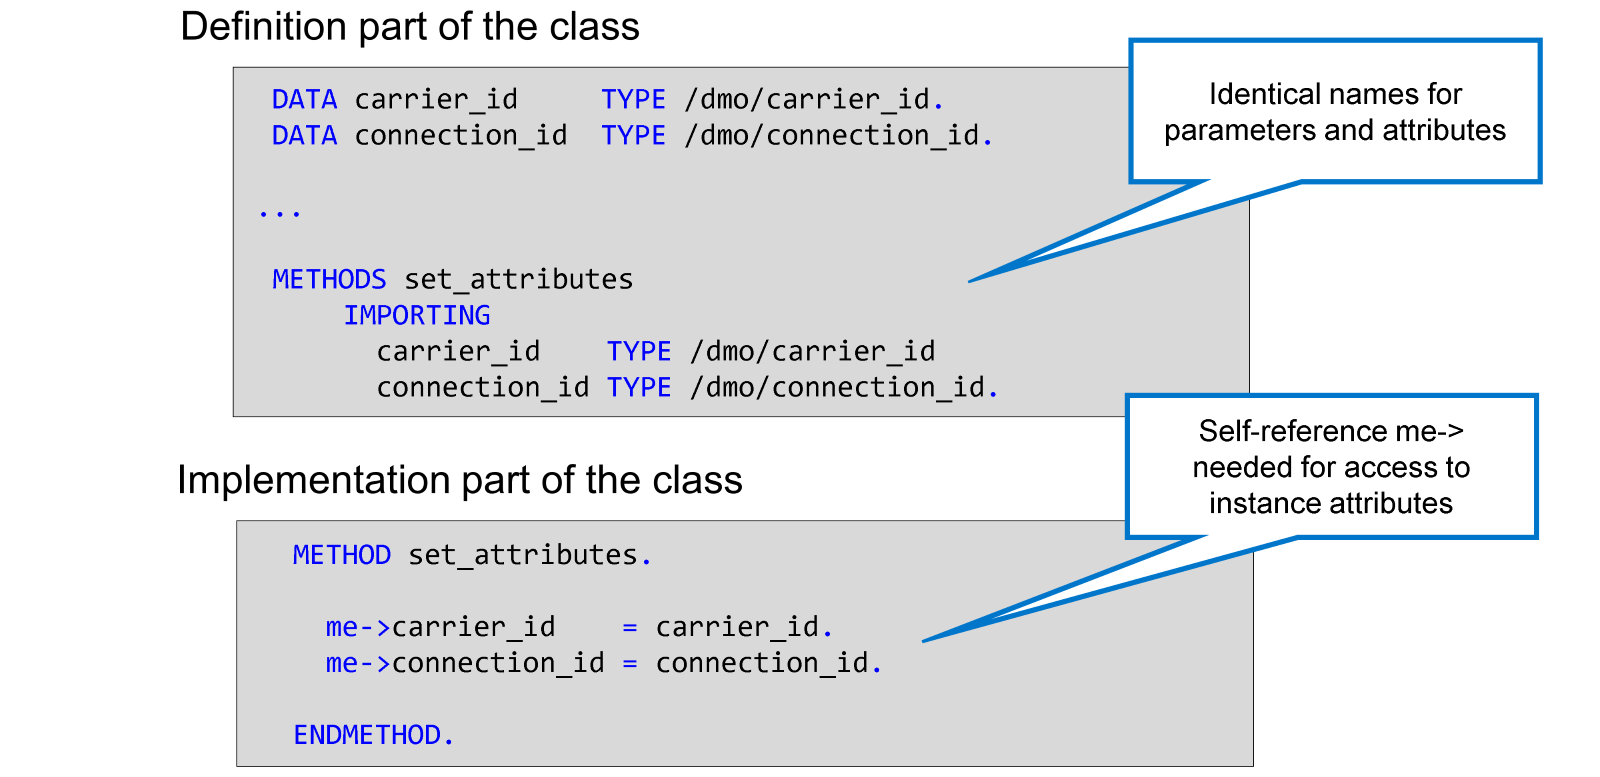 Definition part of the class
DATA carrier_id     TYPE /dmo/carrier_id.
DATA connection_id  TYPE /dmo/connection_id.
Identical names for
parameters and attributes
...
METHODS set_attributes
IMPORTING
carrier_id    TYPE /dmo/carrier_id
connection_id TYPE /dmo/connection_id.
Self-reference me->
needed for access to
instance attributes
Implementation part of the class
METHOD set_attributes.
me->carrier_id    = carrier_id.
me->connection_id = connection_id.
ENDMETHOD.